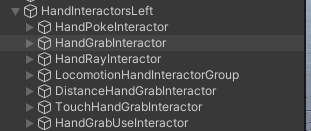 HandInteractorsLeft
HandPokeInteractor
HandGrabInteractor
HandRayInteractor
LocomotionHandInteractorGroup
DistanceHandGrabInteractor
TouchHandGrabInteractor
HandGrabUseInteractor